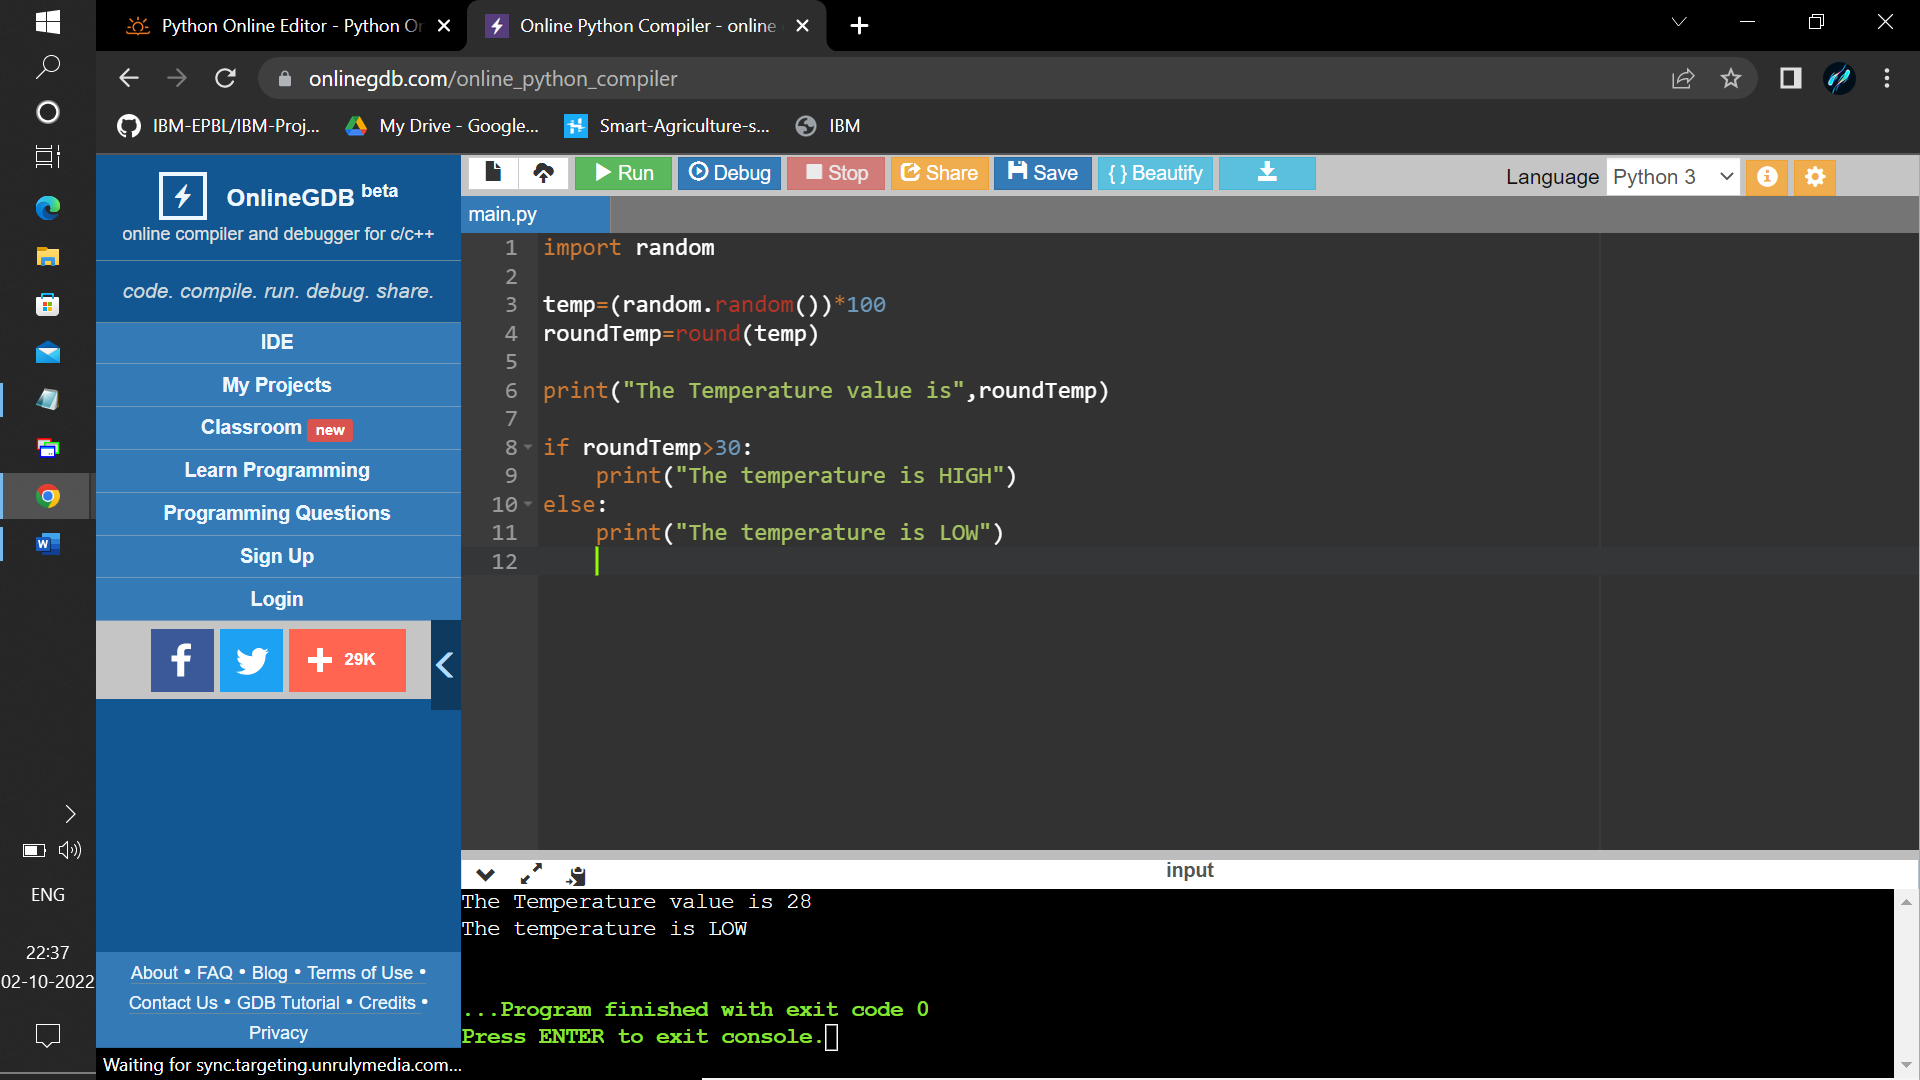 Python Online Editor - Python Or
Online Python Compiler - online
onlinegdb.com/online_python_compiler
IBM-EPBL/IBM-Proj...
My Drive - Google...
Smart-Agriculture-s...
IBM
OnlineGDB beta
online compiler and debugger for c/c++
code. compile. run. debug. share.
IDE
My Projects
Classroom new
Learn Programming
Programming Questions
Sign Up
Login
f
+ 29K
About • FAQ • Blog • Terms of Use •
Contact Us • GDB Tutorial • Credits •
Privacy
Run
Debug
Stop
Share
Save
{ } Beautify
Language Python 3
main.py
1 import random
2
3 temp=(random.random())*100
4 roundTemp=round(temp)
5
6 print("The Temperature value is",roundTemp)
7
8 if roundTemp>30:
9     print("The temperature is HIGH")
10 else:
11     print("The temperature is LOW")
12
input
The Temperature value is 28
The temperature is LOW
...Program finished with exit code 0
Press ENTER to exit console.
W
ENG
22:37
02-10-2022
Waiting for sync.targeting.unrulymedia.com...